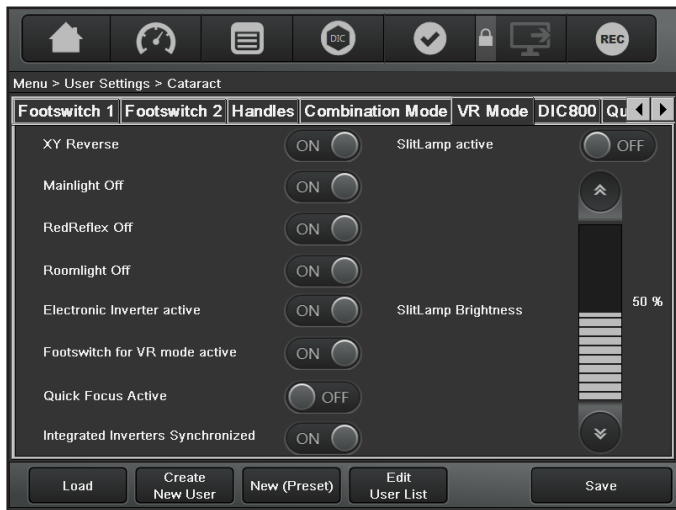 DIC
REC
Menu > User Settings > Cataract
Footswitch 1 Footswitch 2 Handles Combination Mode VR Mode DIC800 Qu
XY Reverse ON SlitLamp active OFF
Mainlight Off ON
RedReflex Off ON
Roomlight Off ON
Electronic Inverter active ON SlitLamp Brightness 50 %
Footswitch for VR mode active ON
Quick Focus Active OFF
Integrated Inverters Synchronized ON
Load
Create
New User
New (Preset)
Edit
User List
Save